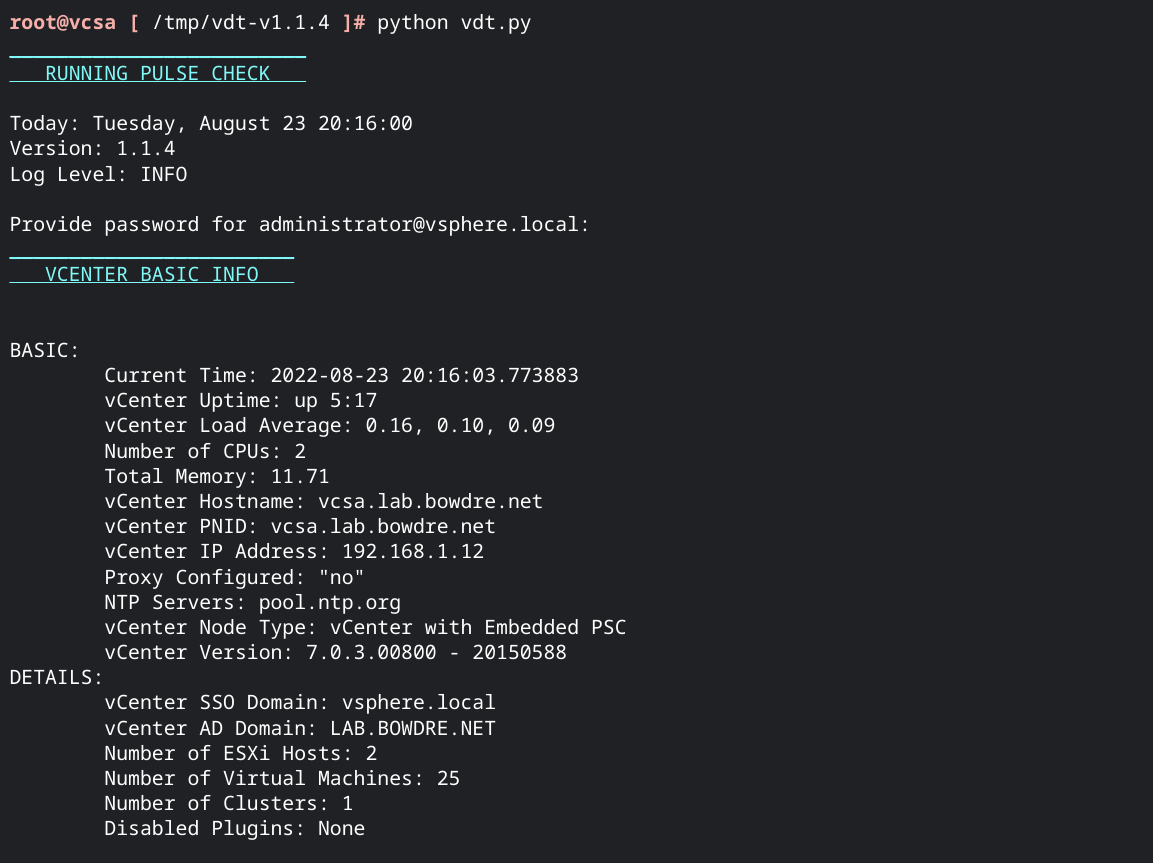 root@vcsa [ /tmp/vdt-v1.1.4 ]# python vdt.py
_________________________
   RUNNING PULSE CHECK   
Today: Tuesday, August 23 20:16:00
Version: 1.1.4
Log Level: INFO
Provide password for administrator@vsphere.local:
________________________
   VCENTER BASIC INFO   
BASIC:
        Current Time: 2022-08-23 20:16:03.773883
        vCenter Uptime: up 5:17
        vCenter Load Average: 0.16, 0.10, 0.09
        Number of CPUs: 2
        Total Memory: 11.71
        vCenter Hostname: vcsa.lab.bowdre.net
        vCenter PNID: vcsa.lab.bowdre.net
        vCenter IP Address: 192.168.1.12
        Proxy Configured: "no"
        NTP Servers: pool.ntp.org
        vCenter Node Type: vCenter with Embedded PSC
        vCenter Version: 7.0.3.00800 - 20150588
DETAILS:
        vCenter SSO Domain: vsphere.local
        vCenter AD Domain: LAB.BOWDRE.NET
        Number of ESXi Hosts: 2
        Number of Virtual Machines: 25
        Number of Clusters: 1
        Disabled Plugins: None